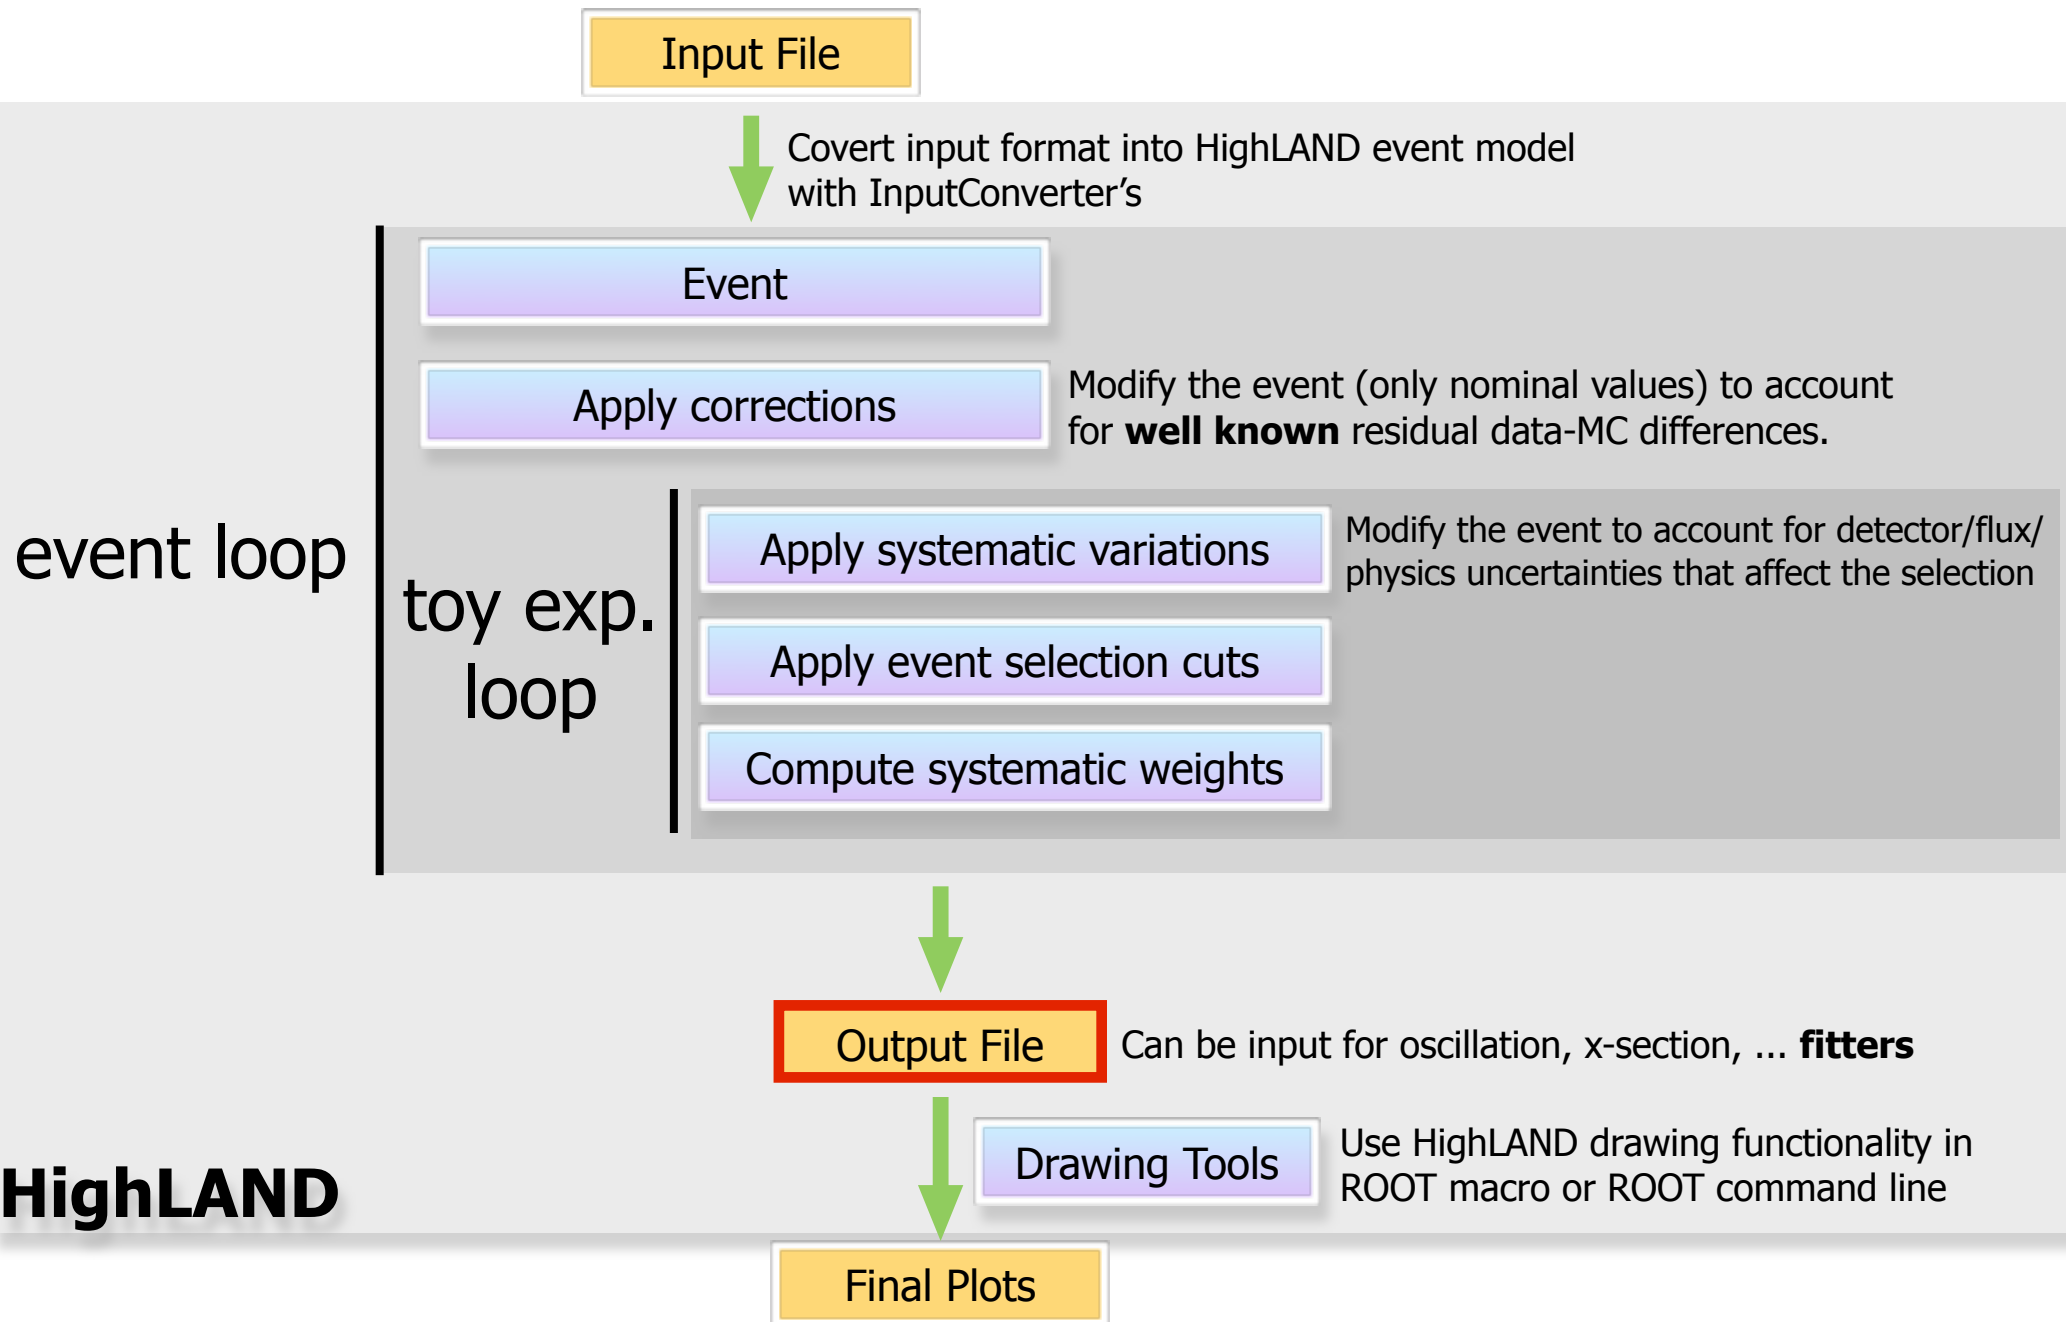 Input File
Covert input format into HighLAND event model
with InputConverter’s
Event
Apply corrections
Modify the event (only nominal values) to account
for well known residual data-MC differences.
event loop
toy exp.
loop
Apply systematic variations
Modify the event to account for detector/flux/
physics uncertainties that affect the selection
Apply event selection cuts
Compute systematic weights
Output File
Can be input for oscillation, x-section, ... fitters
Drawing Tools
Use HighLAND drawing functionality in
ROOT macro or ROOT command line
HighLAND
Final Plots